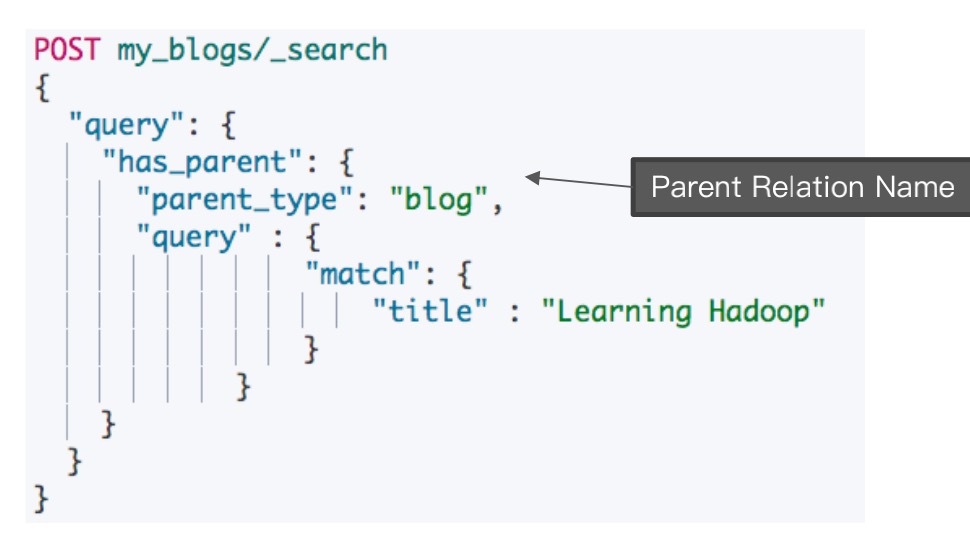 POST my_blogs/_search
{
"query": {
"has_parent": {
"parent_type": "blog",
"query" : {
"match": {
"title" : "Learning Hadoop"
}
}
}
}
}
Parent Relation Name